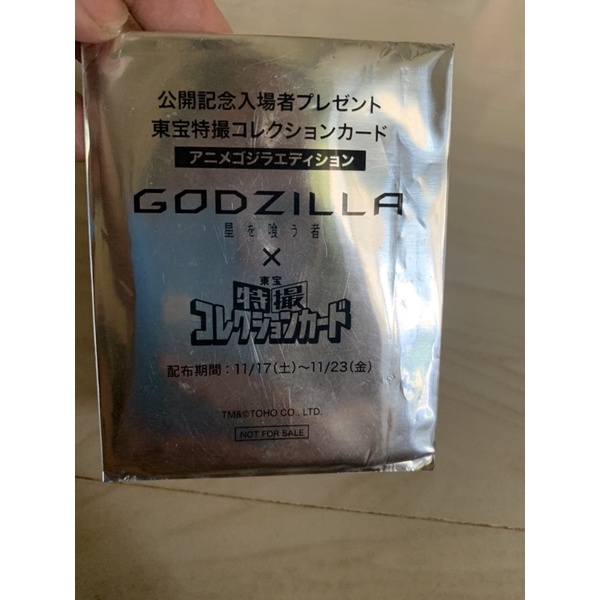 公開記念入場者プレゼント
東宝特撮コレクションカード
アニメゴジラエディション
GODZILLA
星を喰う者
×
東宝
特撮
コレクションカード
配布期間：11/17(土)～11/23(金)
TM&©TOHO CO., LTD.
NOT FOR SALE